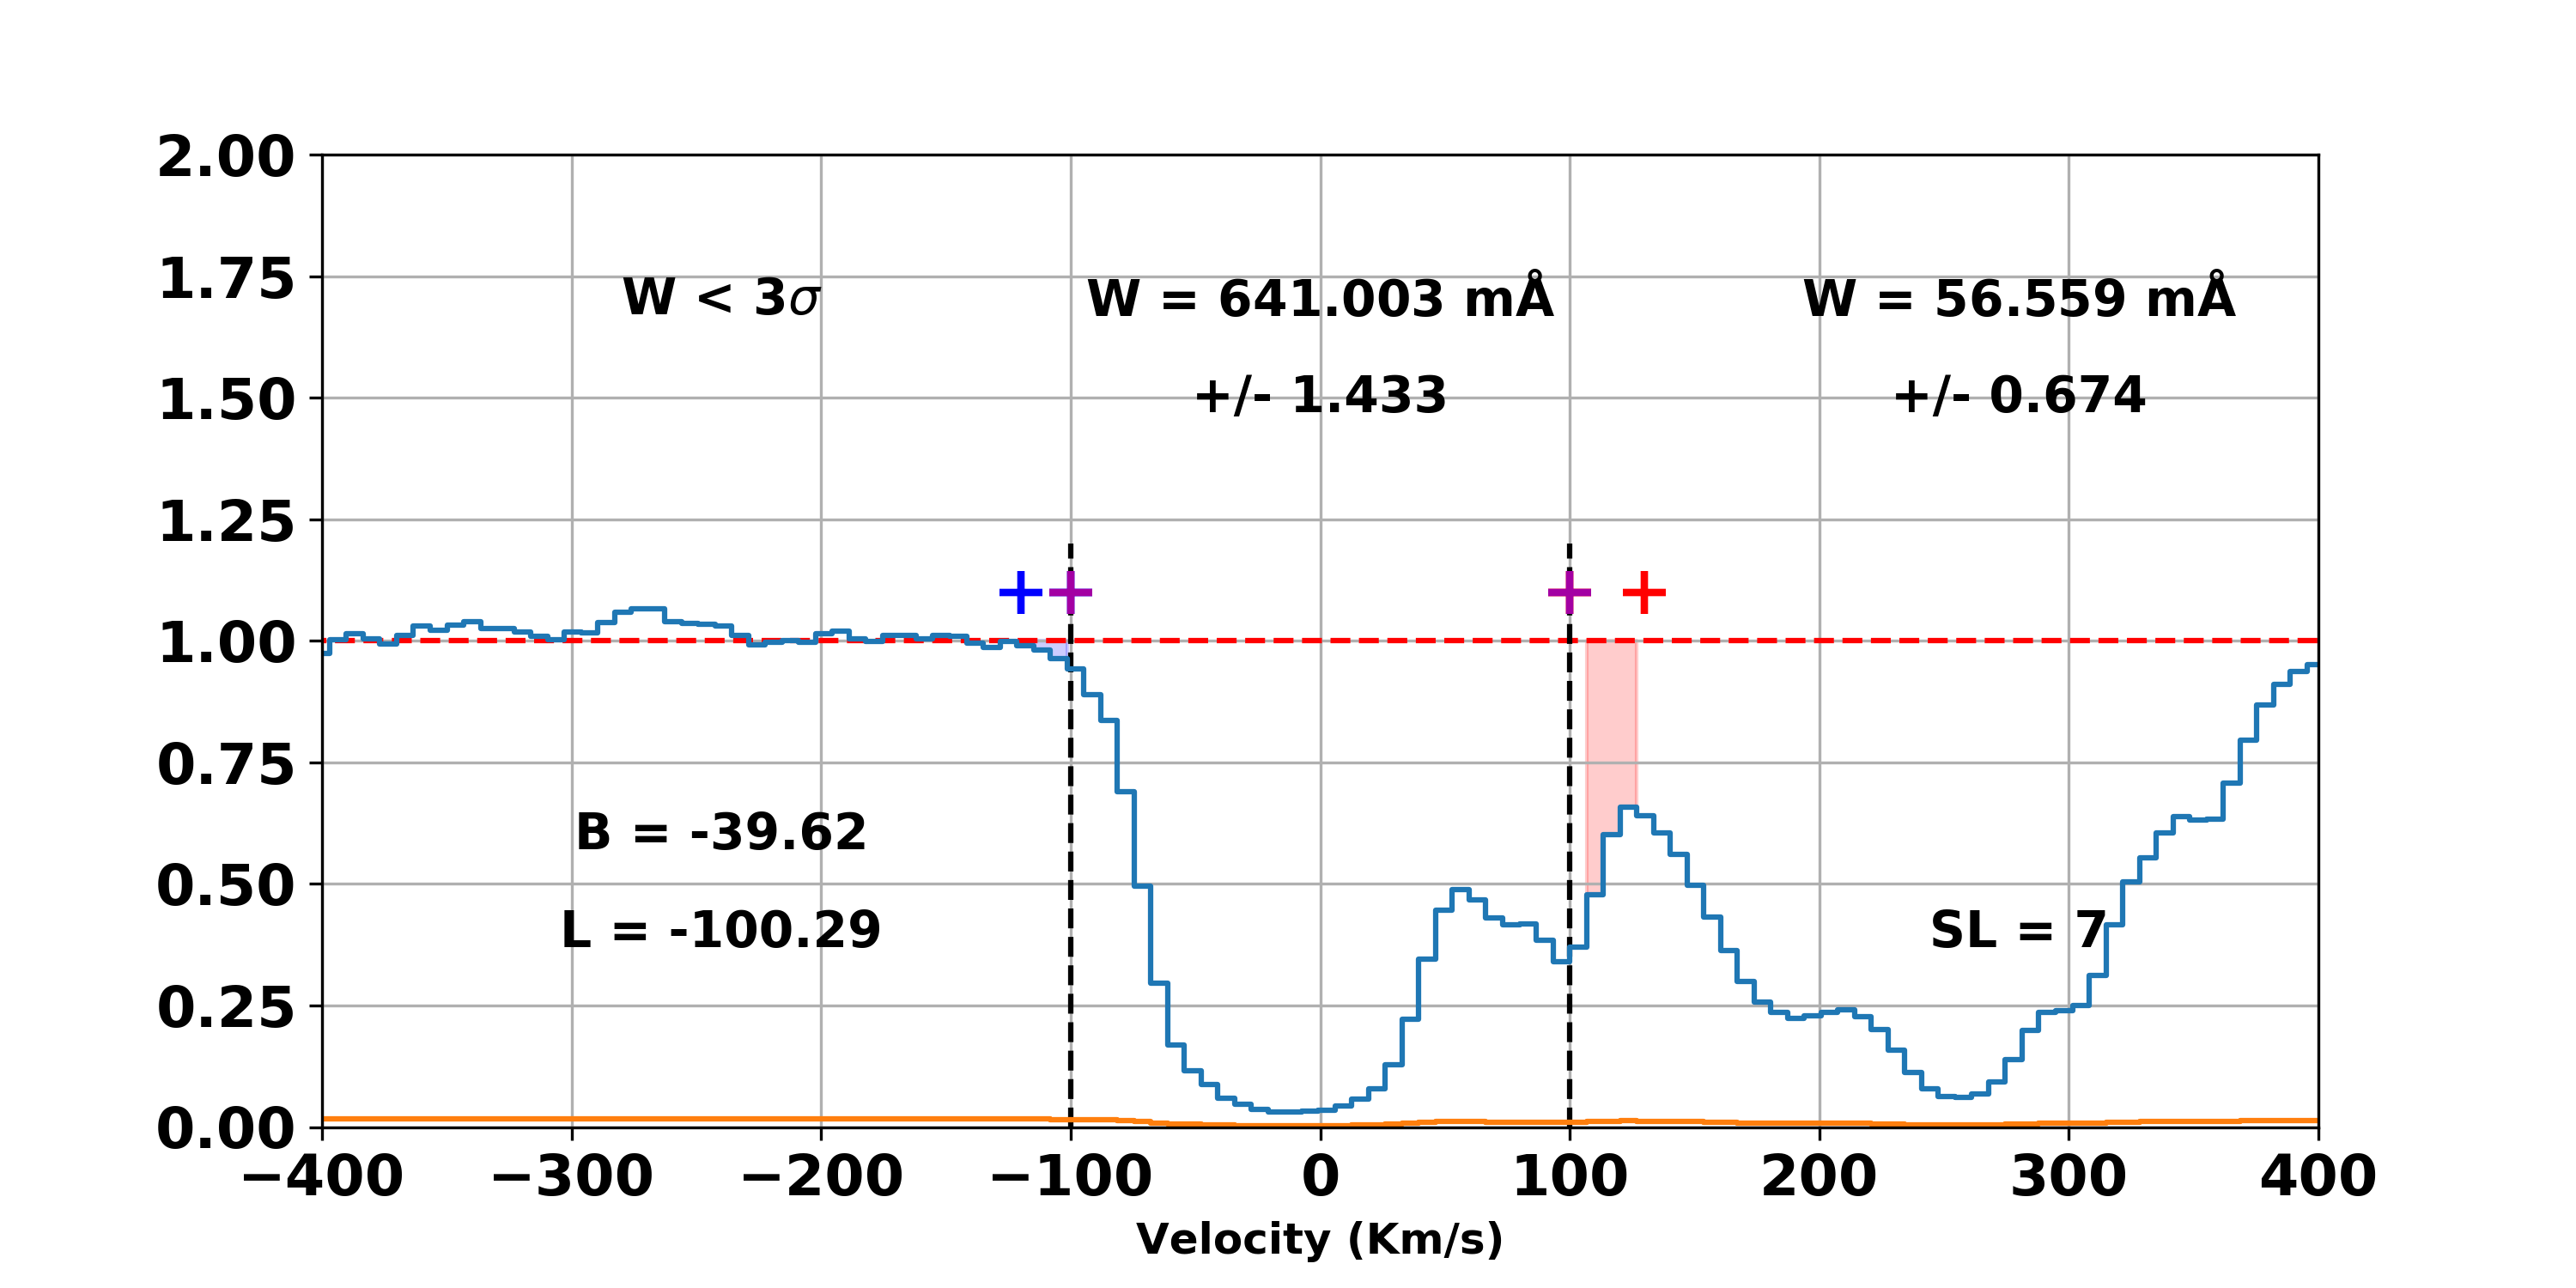 2.00
1.75
W < 3σ
W = 641.003 mÅ
W = 56.559 mÅ
1.50
+/- 1.433
+/- 0.674
1.25
1.00
0.75
B = -39.62
0.50
L = -100.29
SL = 7
0.25
0.00
−400 −300 −200 −100 0 100 200 300 400
Velocity (Km/s)